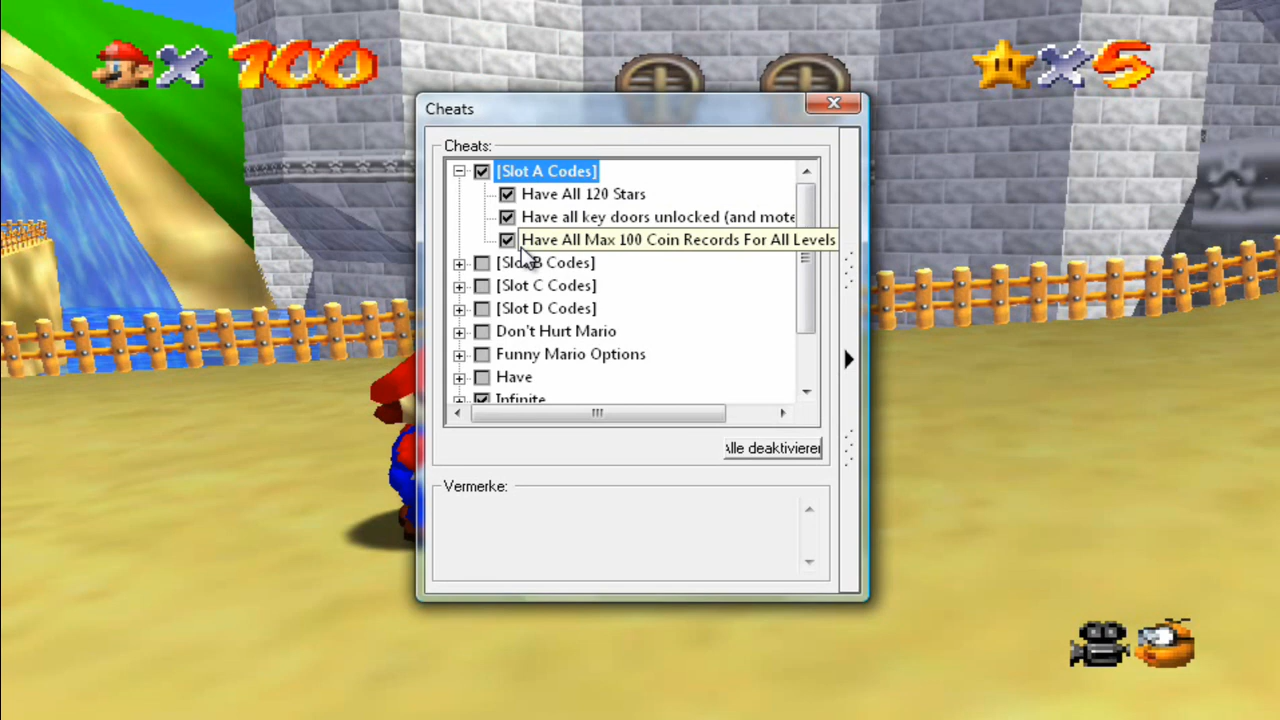 100
5
Cheats
Cheats:
[Slot A Codes]
Have All 120 Stars
Have all key doors unlocked (and mote
Have All Max 100 Coin Records For All Levels
[Slot B Codes]
[Slot C Codes]
[Slot D Codes]
Don't Hurt Mario
Funny Mario Options
Have
Infinite
Alle deaktivieren
Vermerke: